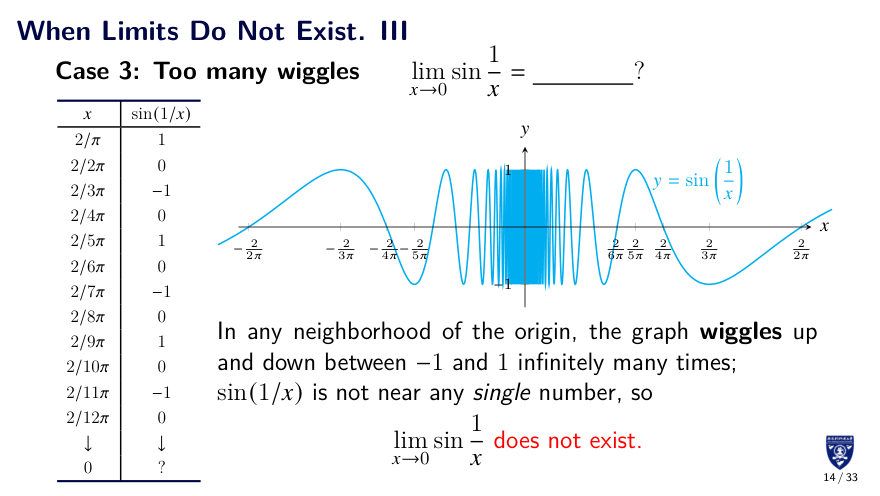 When Limits Do Not Exist. III
Case 3: Too many wiggles lim x→0 sin 1/x = ________?
x sin(1/x)
2/π 1
2/2π 0
2/3π −1
2/4π 0
2/5π 1
2/6π 0
2/7π −1
2/8π 0
2/9π 1
2/10π 0
2/11π −1
2/12π 0
↓ ↓
0 ?
y
1
y = sin(1/x)
x
−2/2π −2/3π −2/4π −2/5π 2/6π 2/5π 2/4π 2/3π 2/2π
−1
In any neighborhood of the origin, the graph wiggles up
and down between −1 and 1 infinitely many times;
sin(1/x) is not near any single number, so
lim x→0 sin 1/x does not exist.
14 / 33